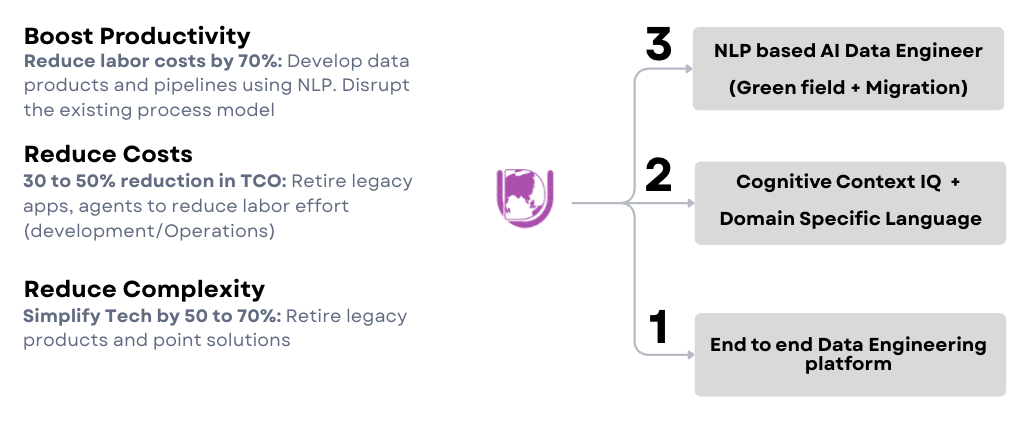 Boost Productivity
Reduce labor costs by 70%: Develop data
products and pipelines using NLP. Disrupt
the existing process model
Reduce Costs
30 to 50% reduction in TCO: Retire legacy
apps, agents to reduce labor effort
(development/Operations)
Reduce Complexity
Simplify Tech by 50 to 70%: Retire legacy
products and point solutions
3
NLP based AI Data Engineer
(Green field + Migration)
2
Cognitive Context IQ +
Domain Specific Language
1
End to end Data Engineering
platform